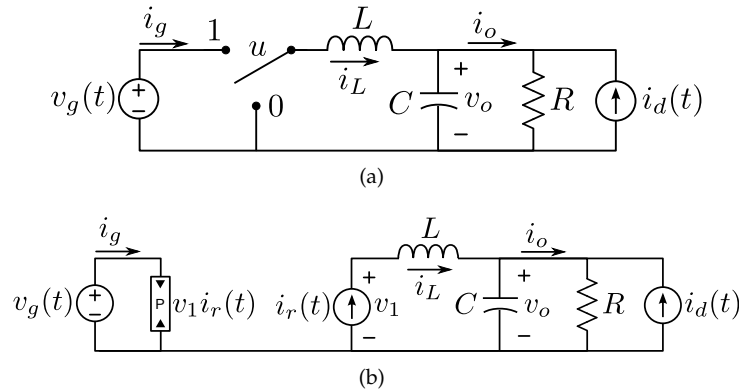 i_g
1
u
L
i_o
v_g(t)
+
−
i_L
0
C
+
v_o
−
R
i_d(t)
(a)
i_g
L
i_o
v_g(t)
+
−
P
v_1 i_r(t)
i_r(t)
+
v_1
−
i_L
C
+
v_o
−
R
i_d(t)
(b)